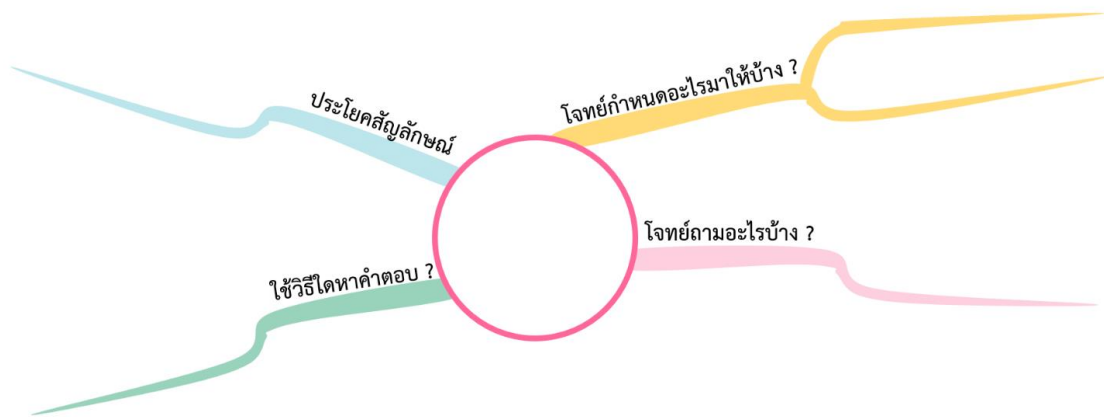 โจทย์กำหนดอะไรมาให้บ้าง ?
ประโยคสัญลักษณ์
โจทย์ถามอะไรบ้าง ?
ใช้วิธีใดหาคำตอบ ?